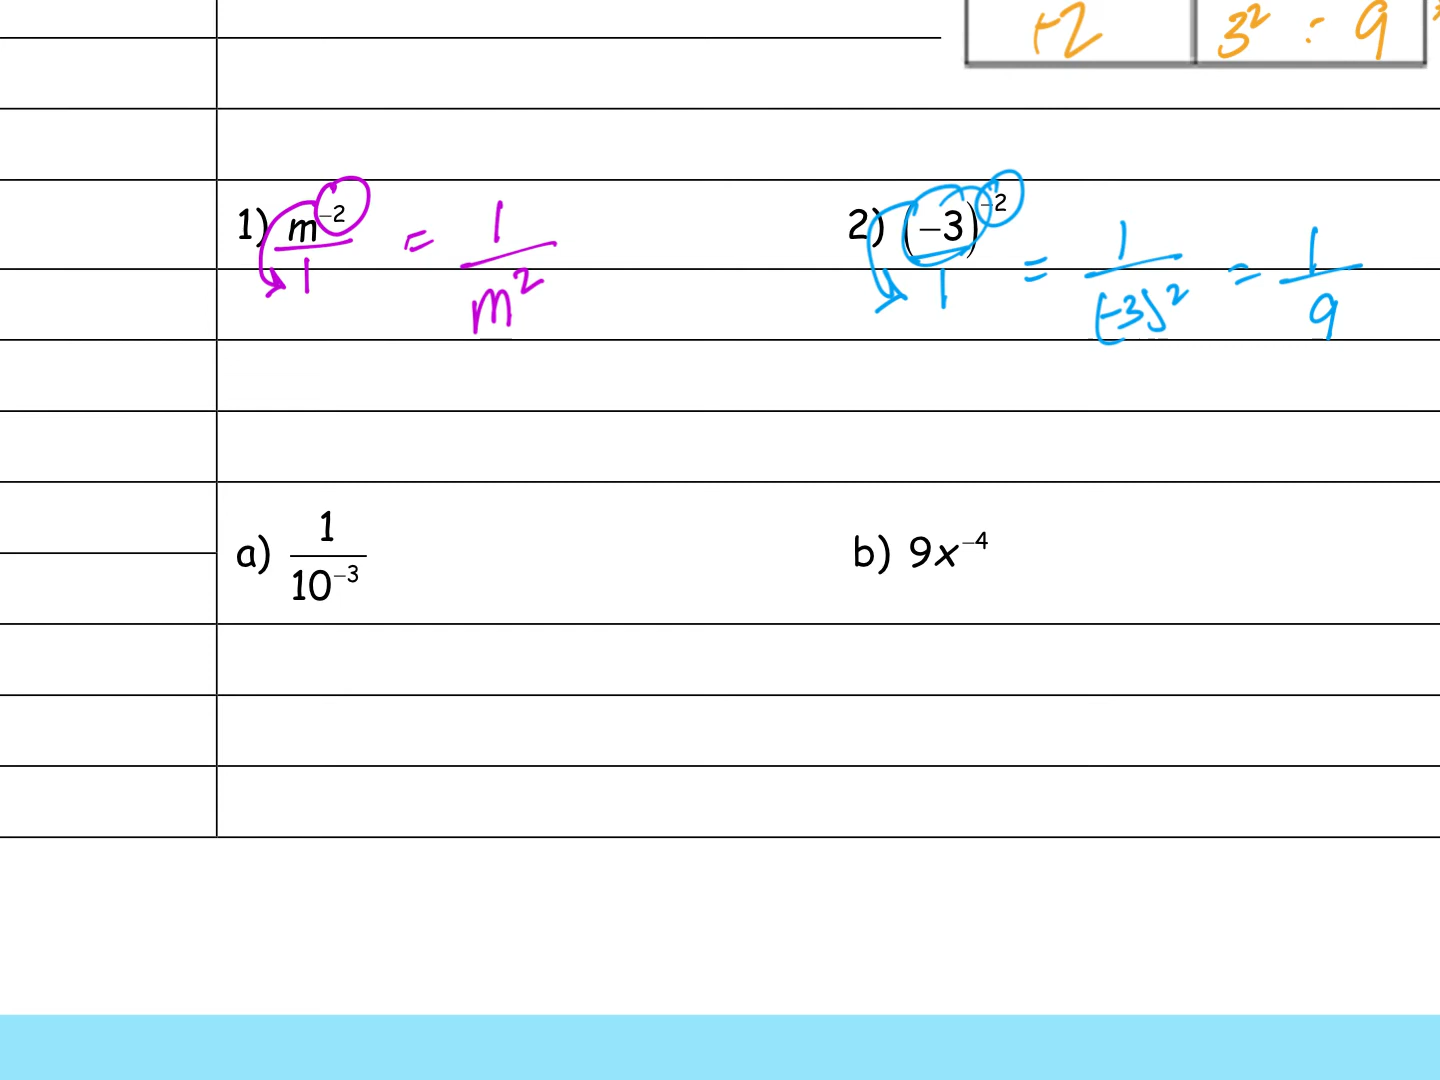 +2 3² : 9
1) m⁻²/1 = 1/m²
2) (−3)⁻²/1 = 1/(-3)² = 1/9
a) 1/10⁻³
b) 9x⁻⁴